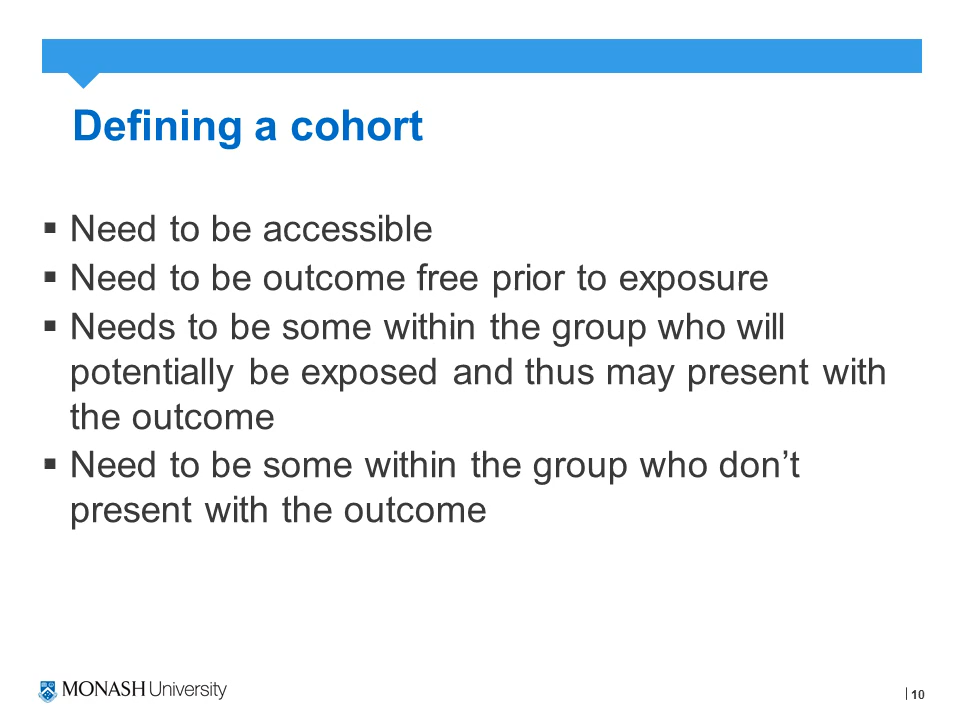 Defining a cohort
▪ Need to be accessible
▪ Need to be outcome free prior to exposure
▪ Needs to be some within the group who will
potentially be exposed and thus may present with
the outcome
▪ Need to be some within the group who don’t
present with the outcome
MONASH University
| 10